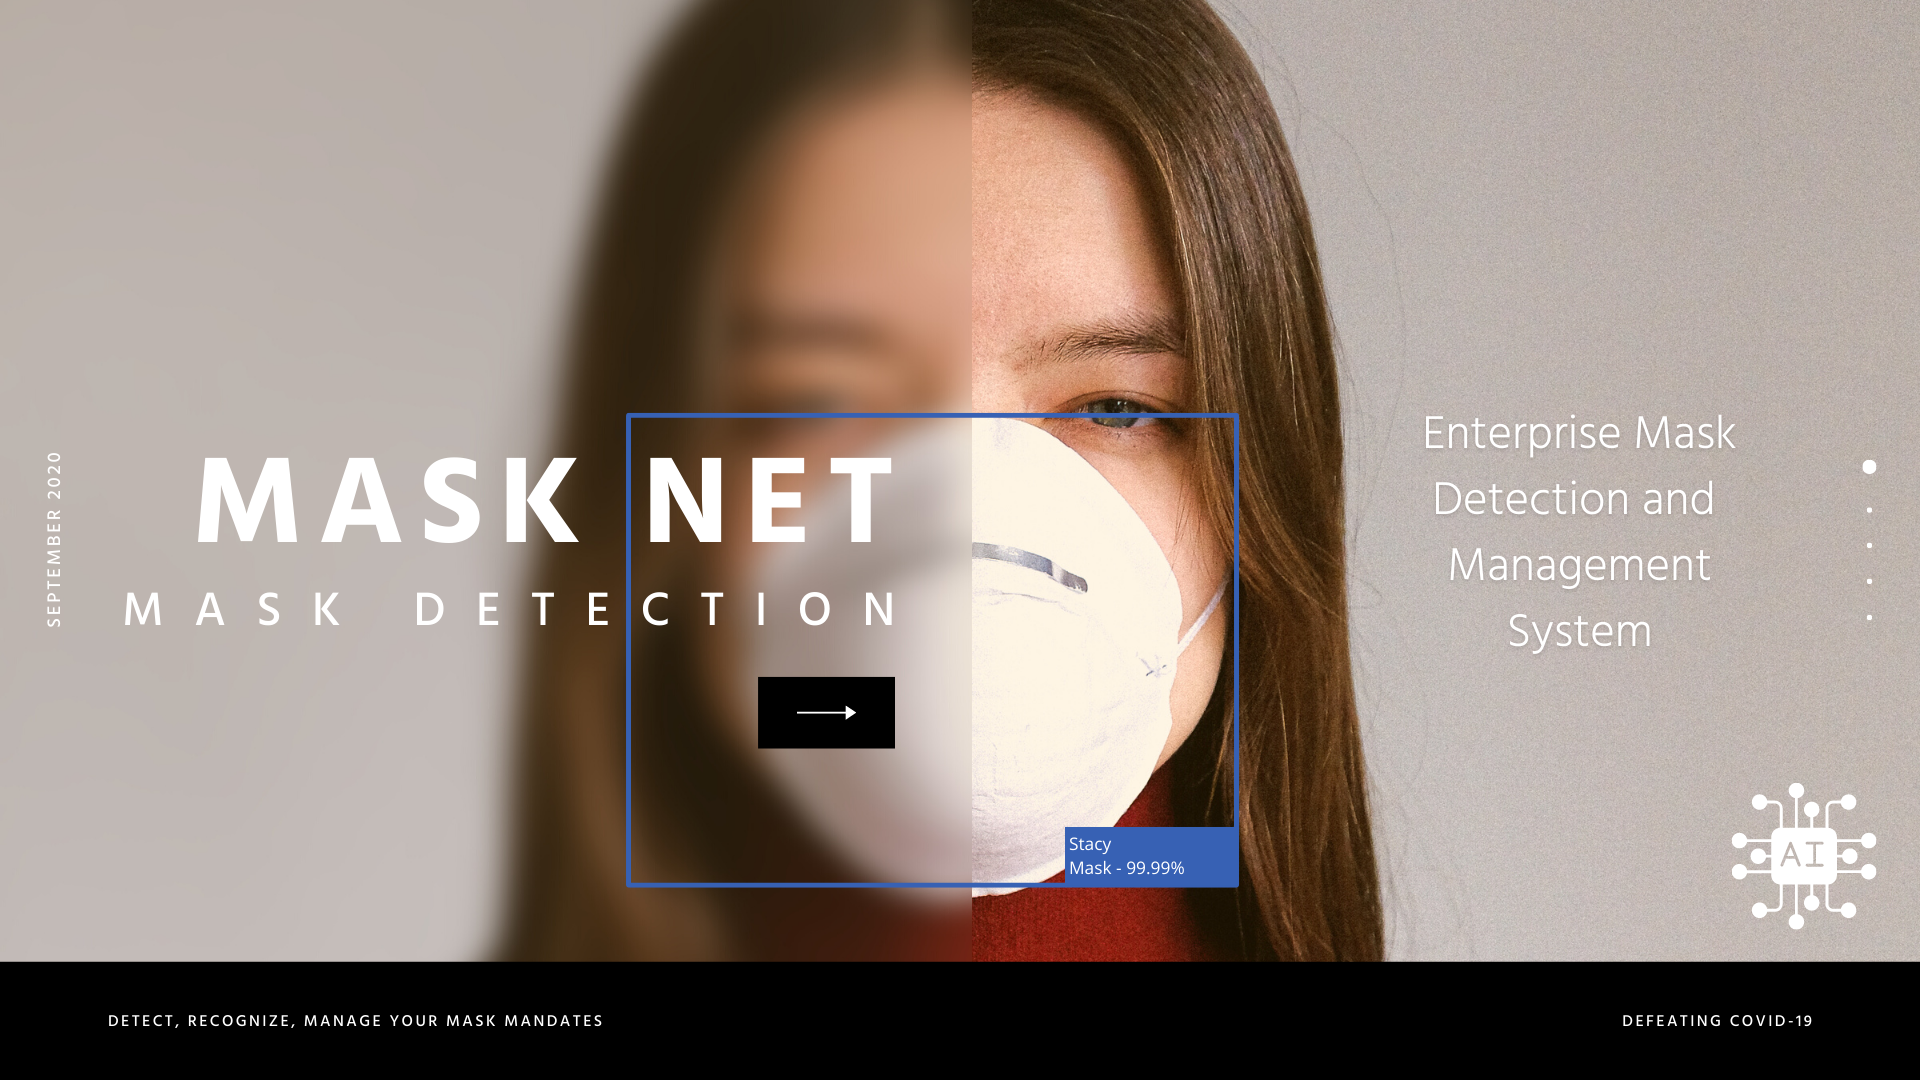 SEPTEMBER 2020
MASK NET
MASK DETECTION
Enterprise Mask
Detection and
Management
System
Stacy
Mask - 99.99%
AI
DETECT, RECOGNIZE, MANAGE YOUR MASK MANDATES
DEFEATING COVID-19